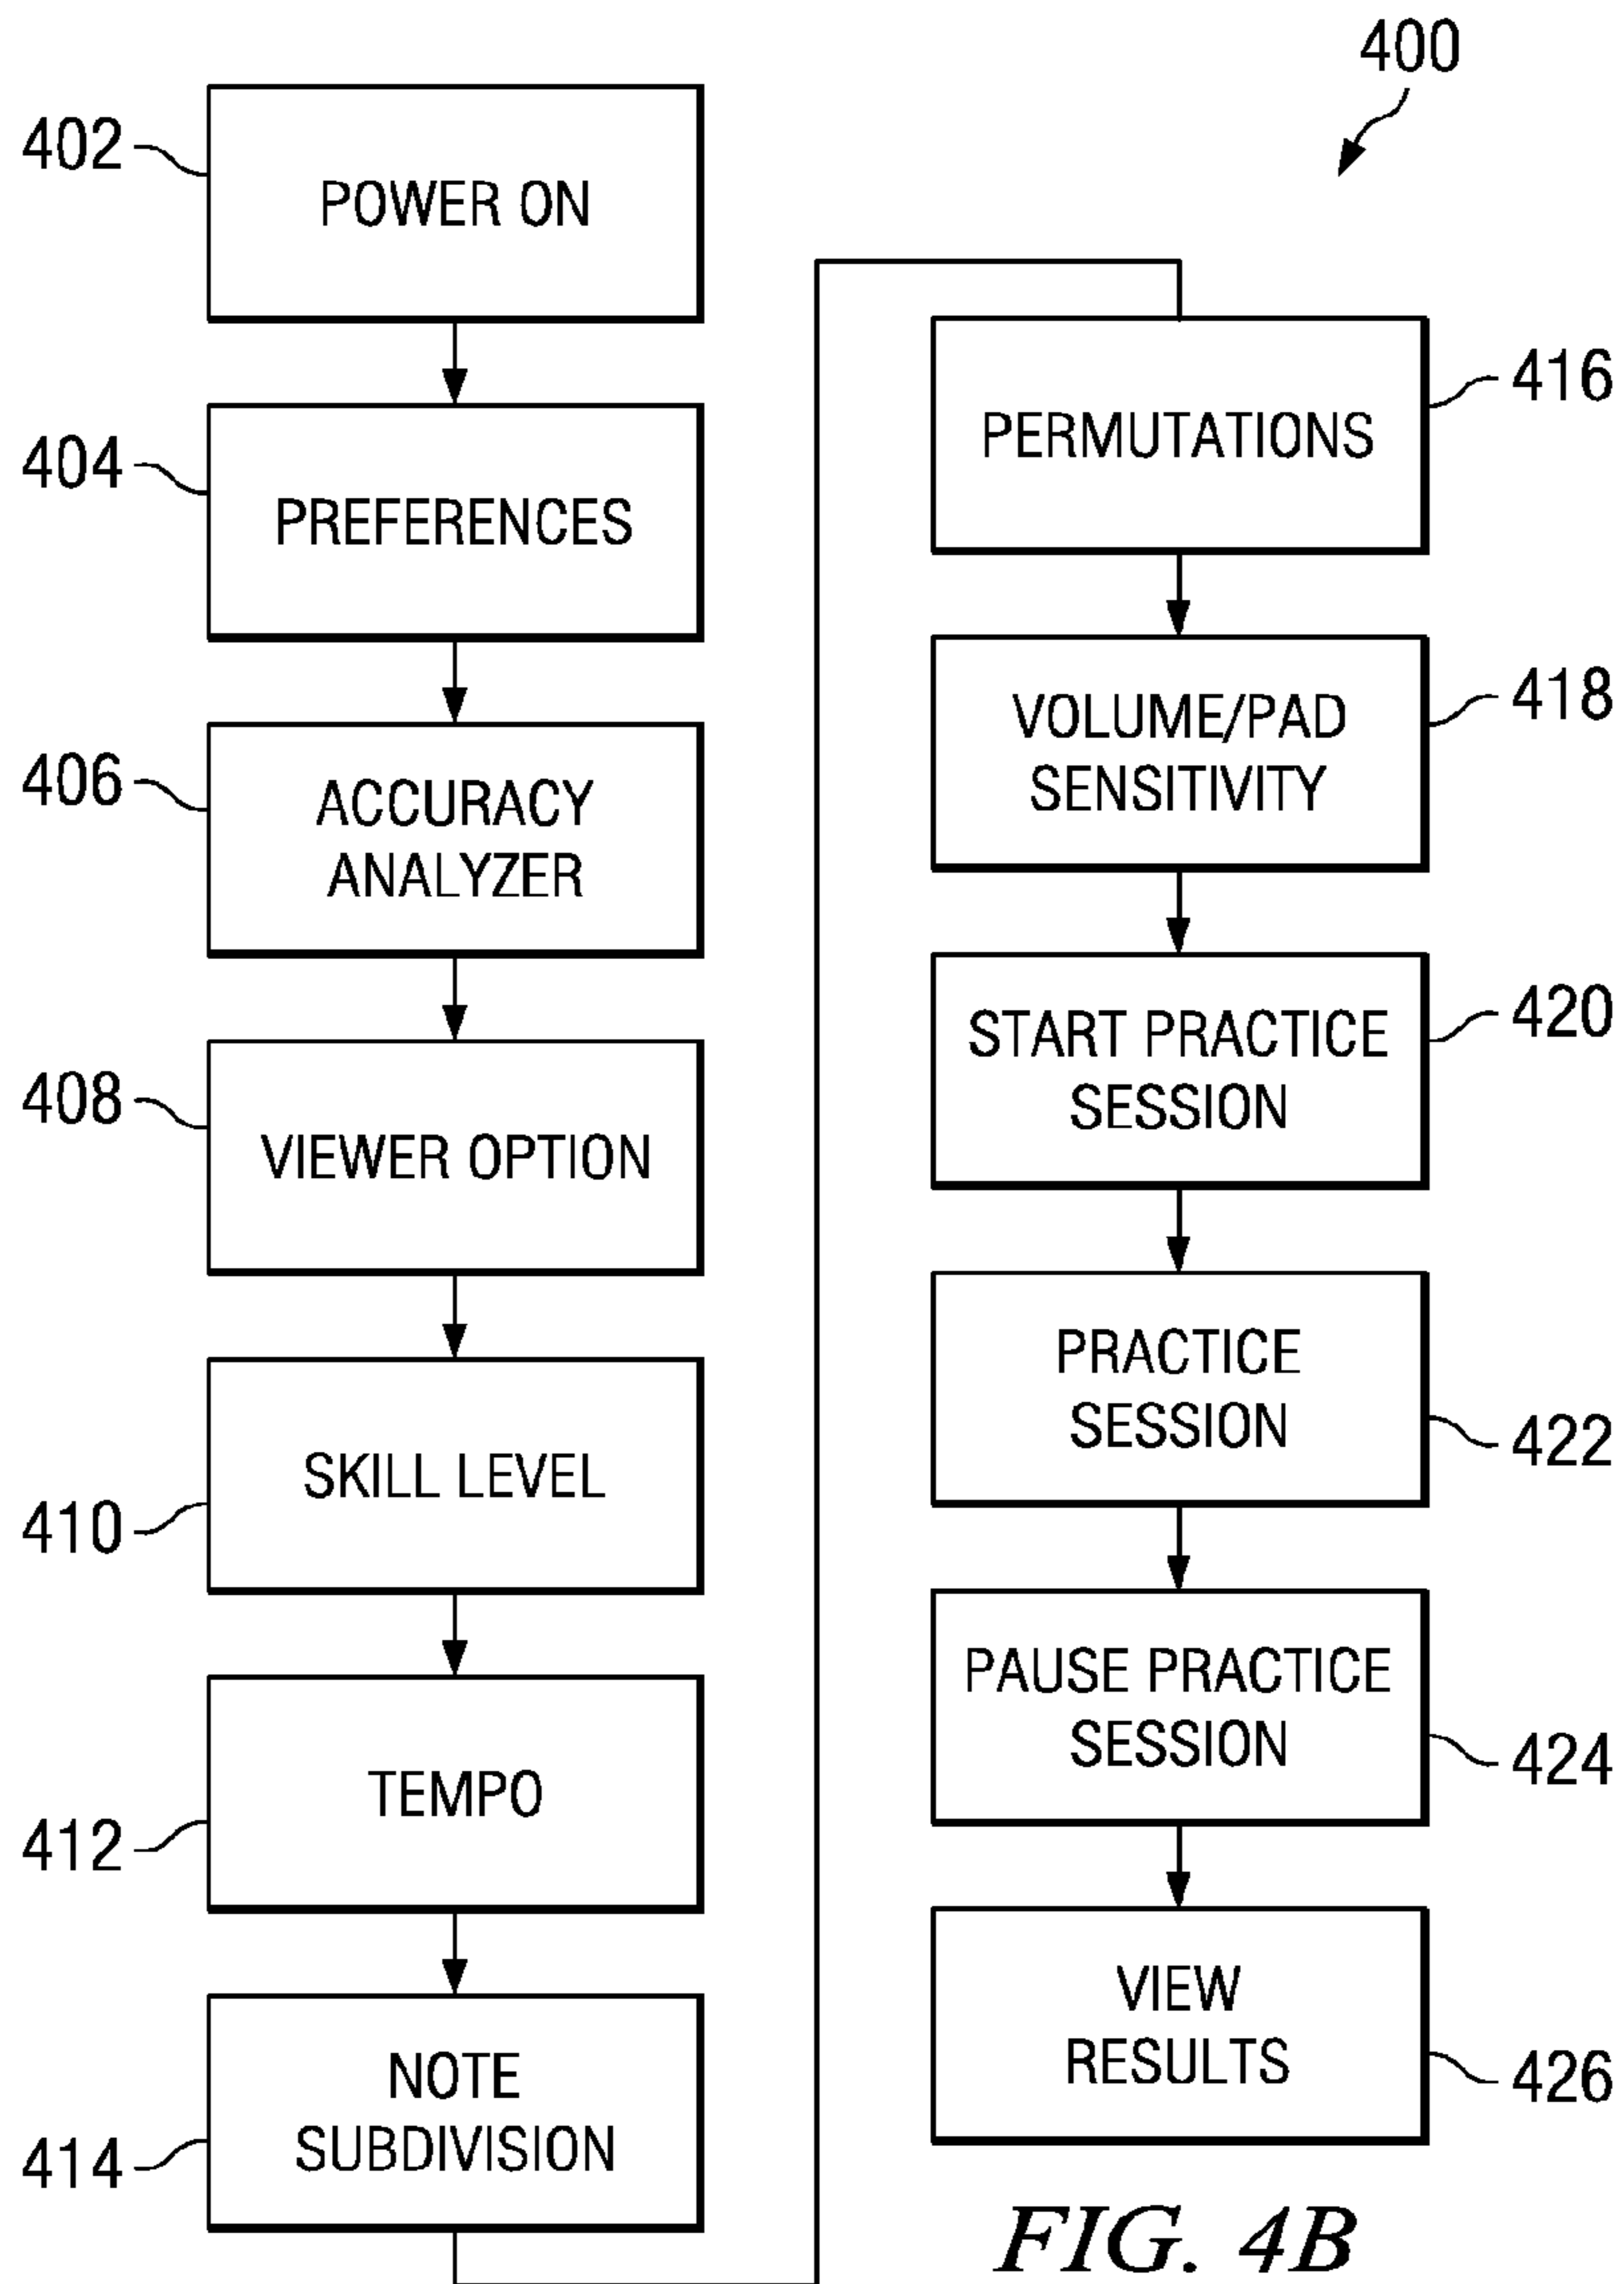 400
402
POWER ON
404
PREFERENCES
406
ACCURACY
ANALYZER
408
VIEWER OPTION
410
SKILL LEVEL
412
TEMPO
414
NOTE
SUBDIVISION
416
PERMUTATIONS
418
VOLUME/PAD
SENSITIVITY
420
START PRACTICE
SESSION
422
PRACTICE
SESSION
424
PAUSE PRACTICE
SESSION
426
VIEW
RESULTS
FIG. 4B